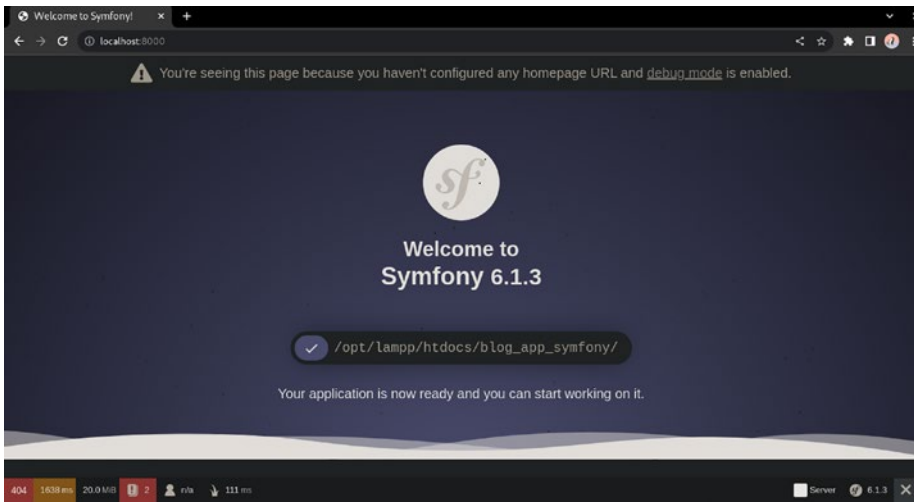 Welcome to Symfony!
localhost:8000
You're seeing this page because you haven't configured any homepage URL and debug mode is enabled.
sf
Welcome to
Symfony 6.1.3
/opt/lampp/htdocs/blog_app_symfony/
Your application is now ready and you can start working on it.
404 1638 ms 20.0 MiB 2 n/a 111 ms Server 6.1.3